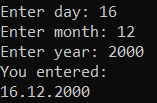 Enter day: 16
Enter month: 12
Enter year: 2000
You entered:
16.12.2000